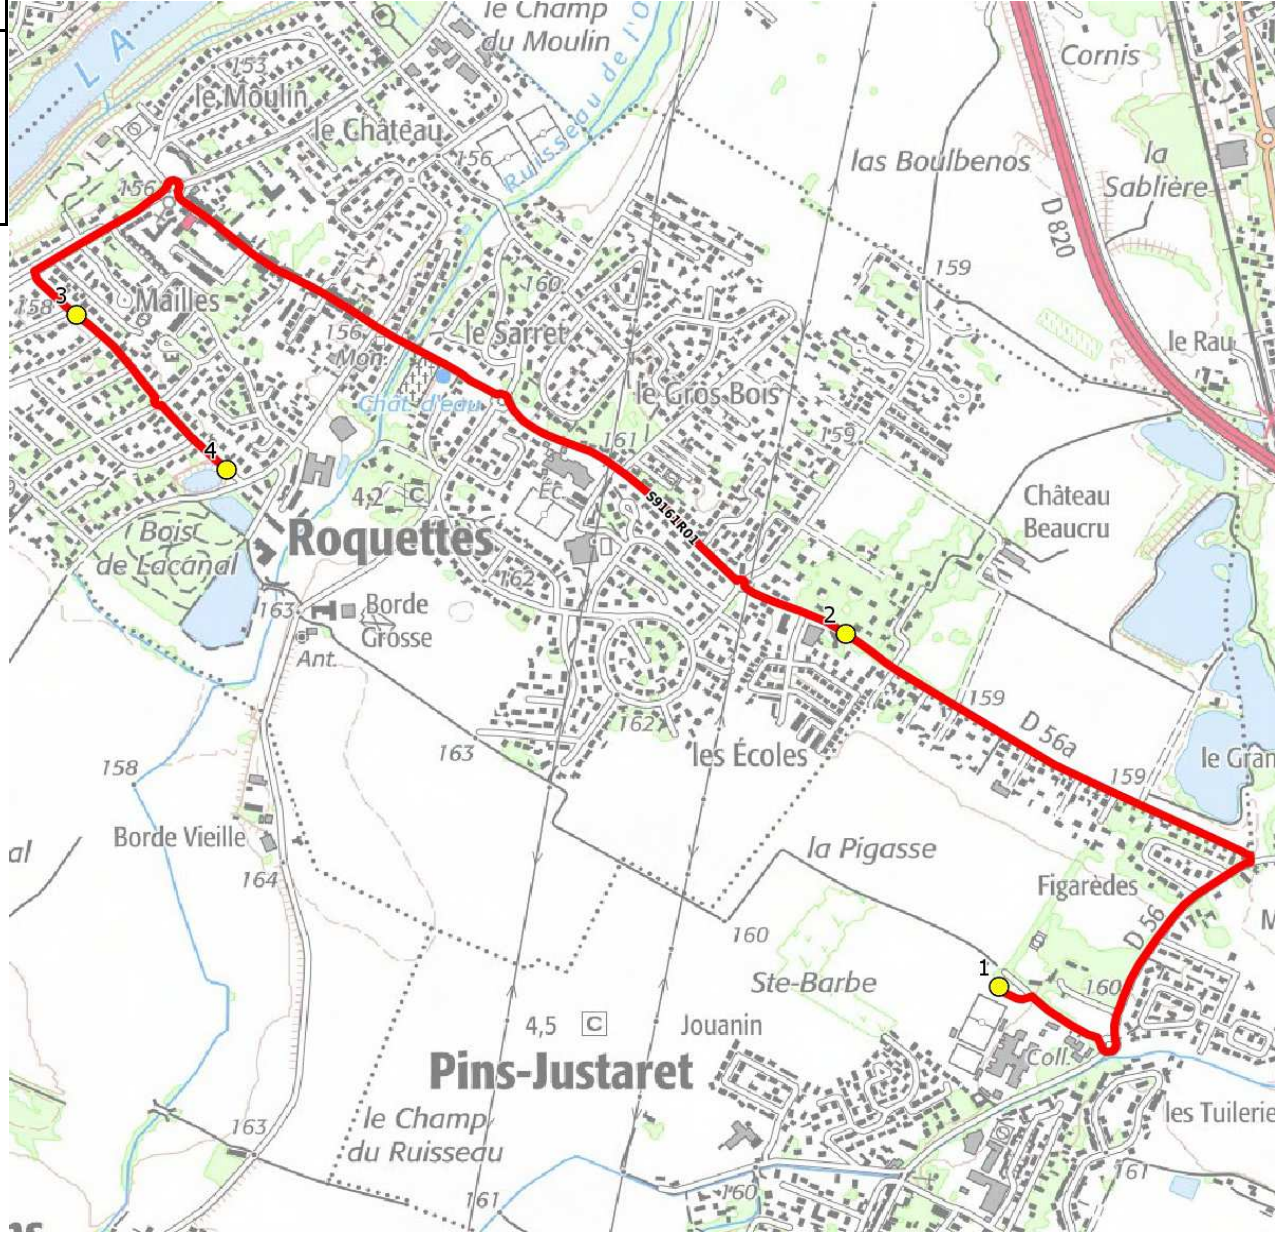 le Champ
du Moulin
Cornis
LA
153
le Moulin
le Château
156
Ruisseau de l'O
las Boulbenos
la
Sablière
D 820
156
159
160
3
158
Mailles
le Sarret
156
Mon.
le Rau
Chât. d'eau
le Gros Bois
161
159
4
Ec.
4,2 C
S9161R01
Château
Beaucru
Roquettes
Bois
de Lacanal
162
163
Borde
Grosse
2
Ant.
159
D 56a
162
163
les Écoles
158
159
le Gran
Borde Vieille
al
la Pigasse
164
Figarèdes
160
D 56
M
1
Ste-Barbe
160
4,5 C
Jouanin
Coll.
Pins-Justaret
le Champ
du Ruisseau
163
les Tuilerie
161
160
161